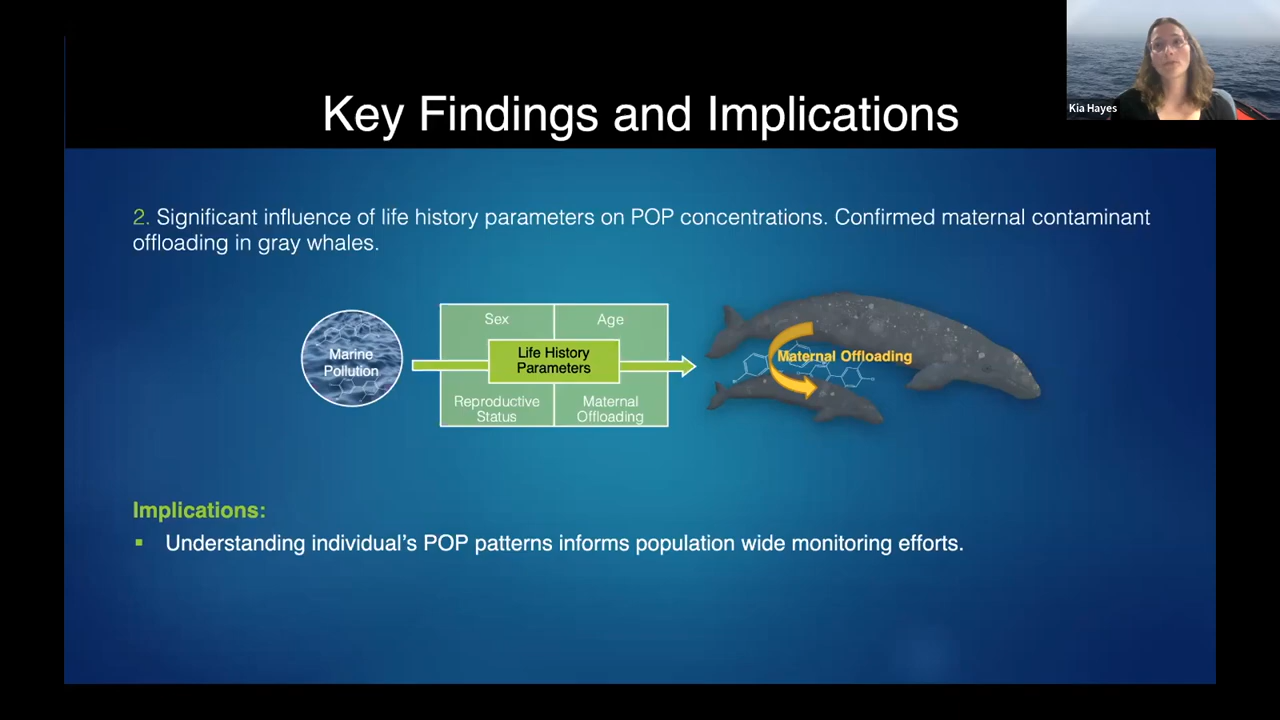 Kia Hayes
Key Findings and Implications
2. Significant influence of life history parameters on POP concentrations. Confirmed maternal contaminant
offloading in gray whales.
Marine
Pollution
Sex
Age
Life History
Parameters
Reproductive
Status
Maternal
Offloading
Maternal Offloading
Implications:
▪ Understanding individual's POP patterns informs population wide monitoring efforts.